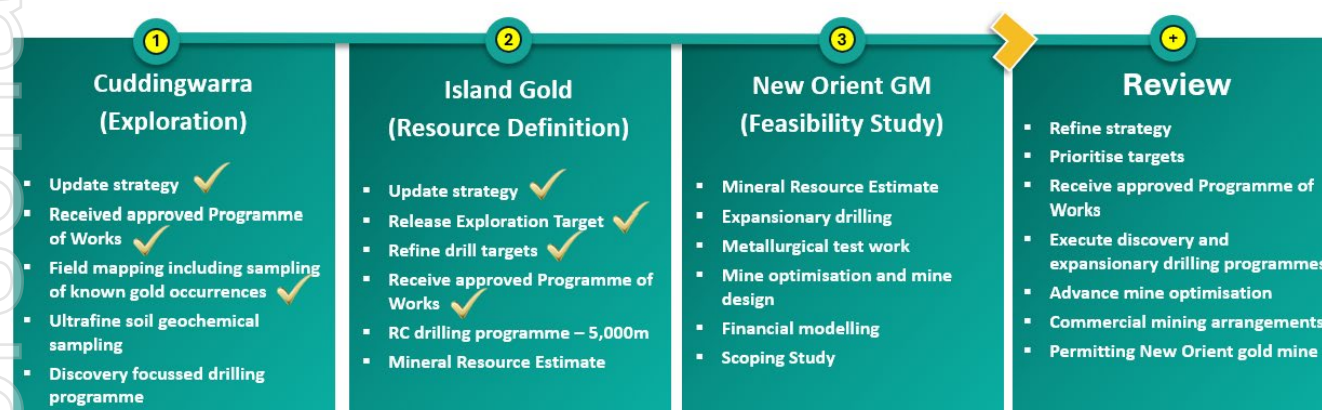 1
Cuddingwarra
(Exploration)
Update strategy
Received approved Programme
of Works
Field mapping including sampling
of known gold occurrences
Ultrafine soil geochemical
sampling
Discovery focussed drilling
programme
2
Island Gold
(Resource Definition)
Update strategy
Release Exploration Target
Refine drill targets
Receive approved Programme of
Works
RC drilling programme – 5,000m
Mineral Resource Estimate
3
New Orient GM
(Feasibility Study)
Mineral Resource Estimate
Expansionary drilling
Metallurgical test work
Mine optimisation and mine
design
Financial modelling
Scoping Study
+
Review
Refine strategy
Prioritise targets
Receive approved Programme of
Works
Execute discovery and
expansionary drilling programmes
Advance mine optimisation
Commercial mining arrangements
Permitting New Orient gold mine